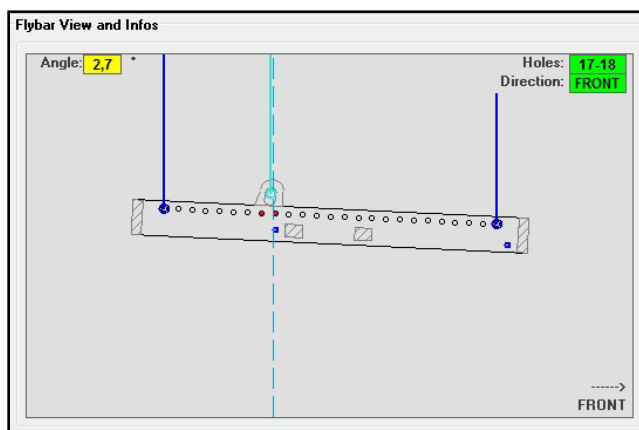 Flybar View and Infos
Angle: 2,7 °
Holes: 17-18
Direction: FRONT
------>
FRONT